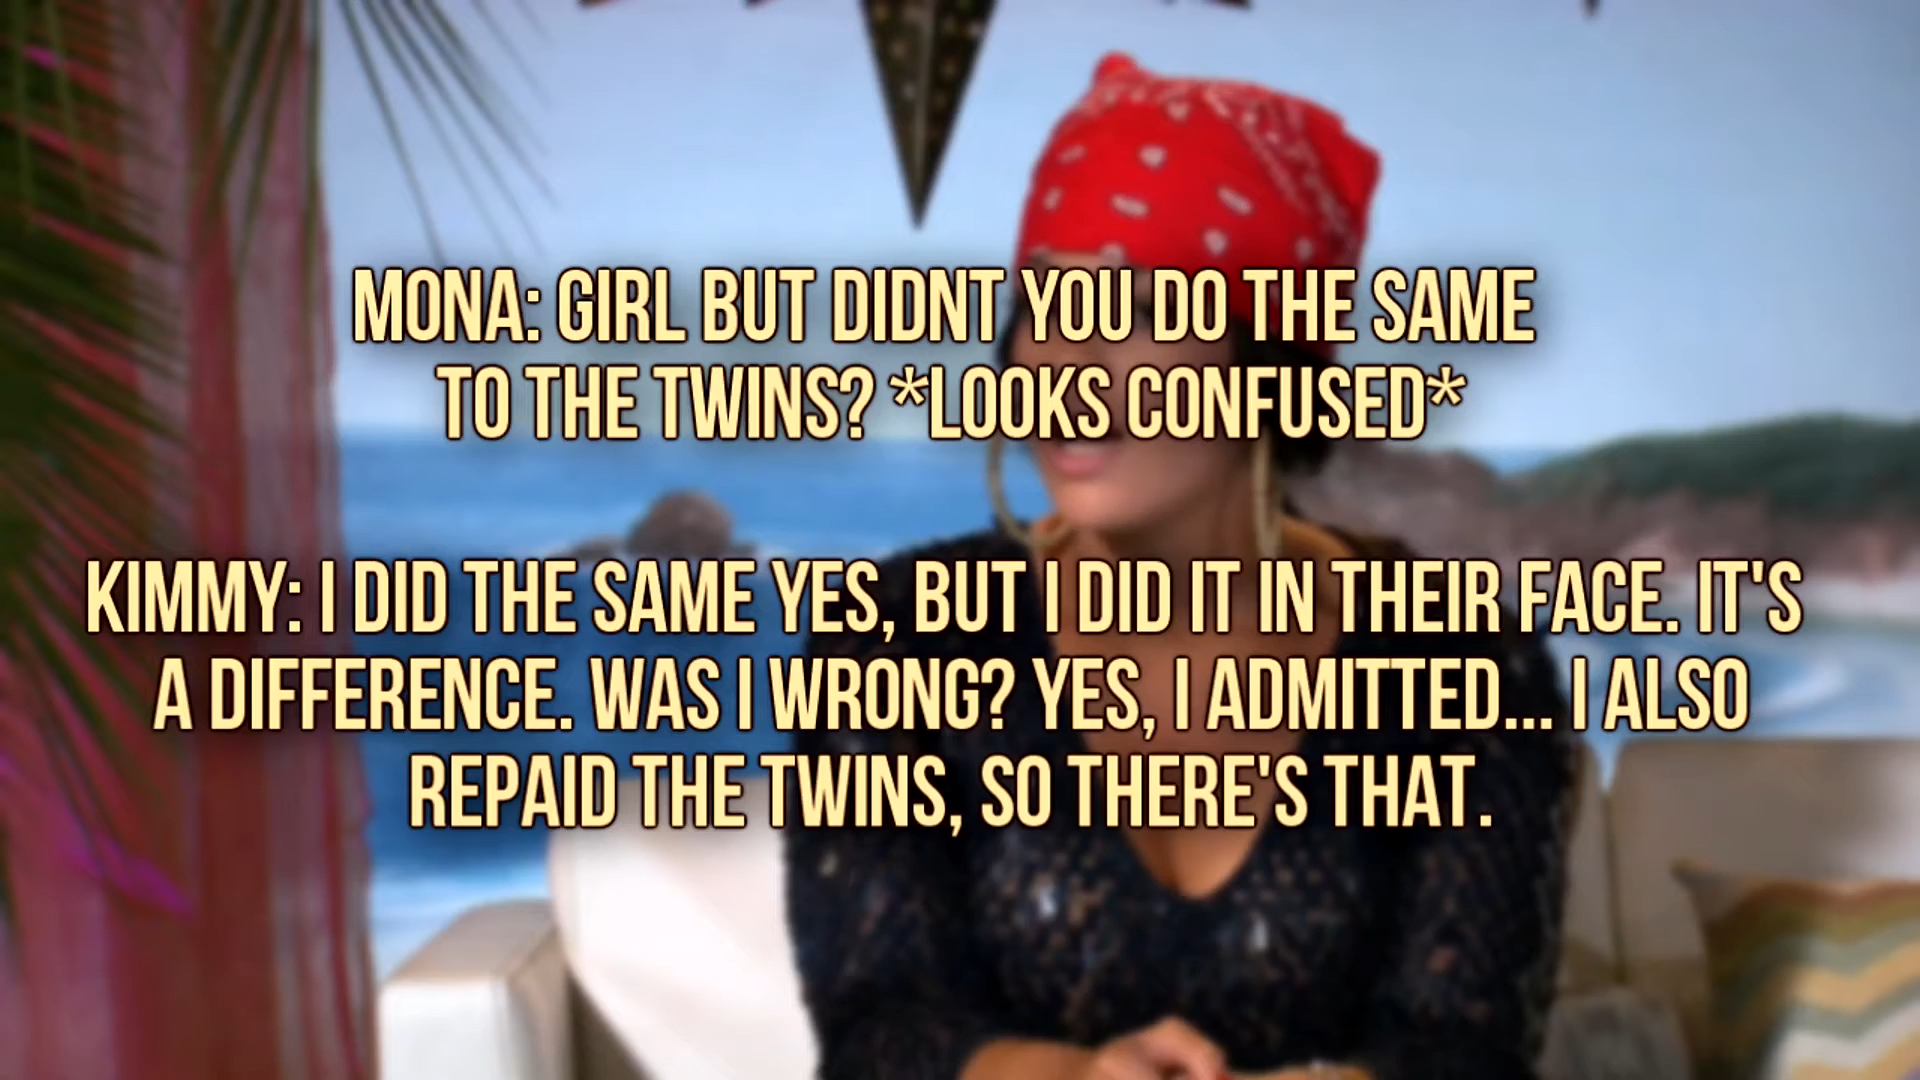 MONA: GIRL BUT DIDNT YOU DO THE SAME
TO THE TWINS? *LOOKS CONFUSED*
KIMMY: I DID THE SAME YES, BUT I DID IT IN THEIR FACE. IT'S
A DIFFERENCE. WAS I WRONG? YES, I ADMITTED... I ALSO
REPAID THE TWINS, SO THERE'S THAT.